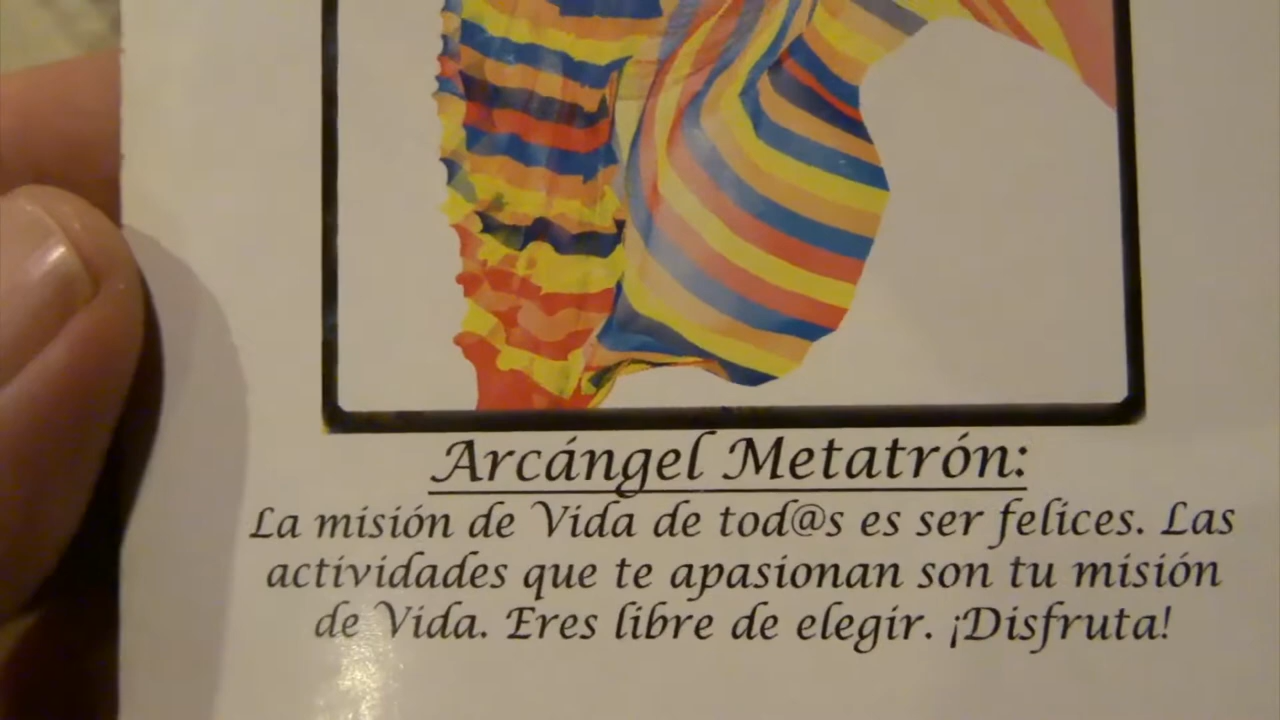 Arcángel Metatrón:
La misión de Vida de tod@s es ser felices. Las
actividades que te apasionan son tu misión
de Vida. Eres libre de elegir. ¡Disfruta!